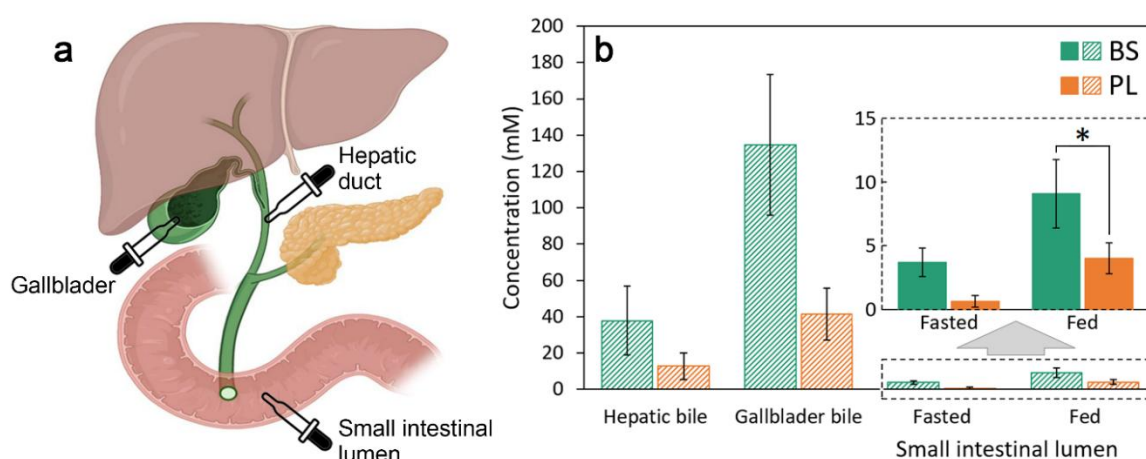 a
Hepatic
duct
Gallbladder
Small intestinal
lumen
b
Concentration (mM)
200
180
160
140
120
100
80
60
40
20
0
BS
PL
15
10
5
0
*
Fasted
Fed
Hepatic bile
Gallblader bile
Fasted
Fed
Small intestinal lumen